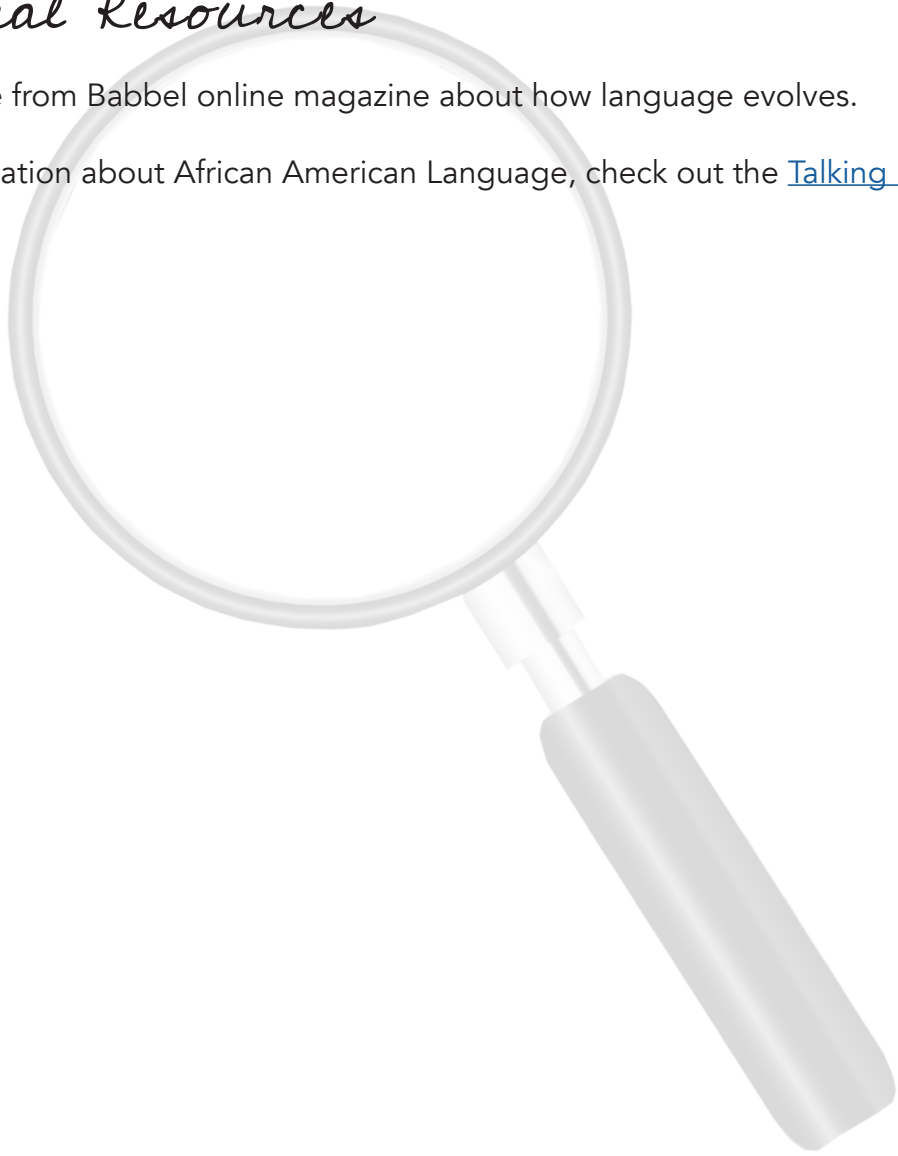 al Resources
from Babbel online magazine about how language evolves.
ation about African American Language, check out the Talking